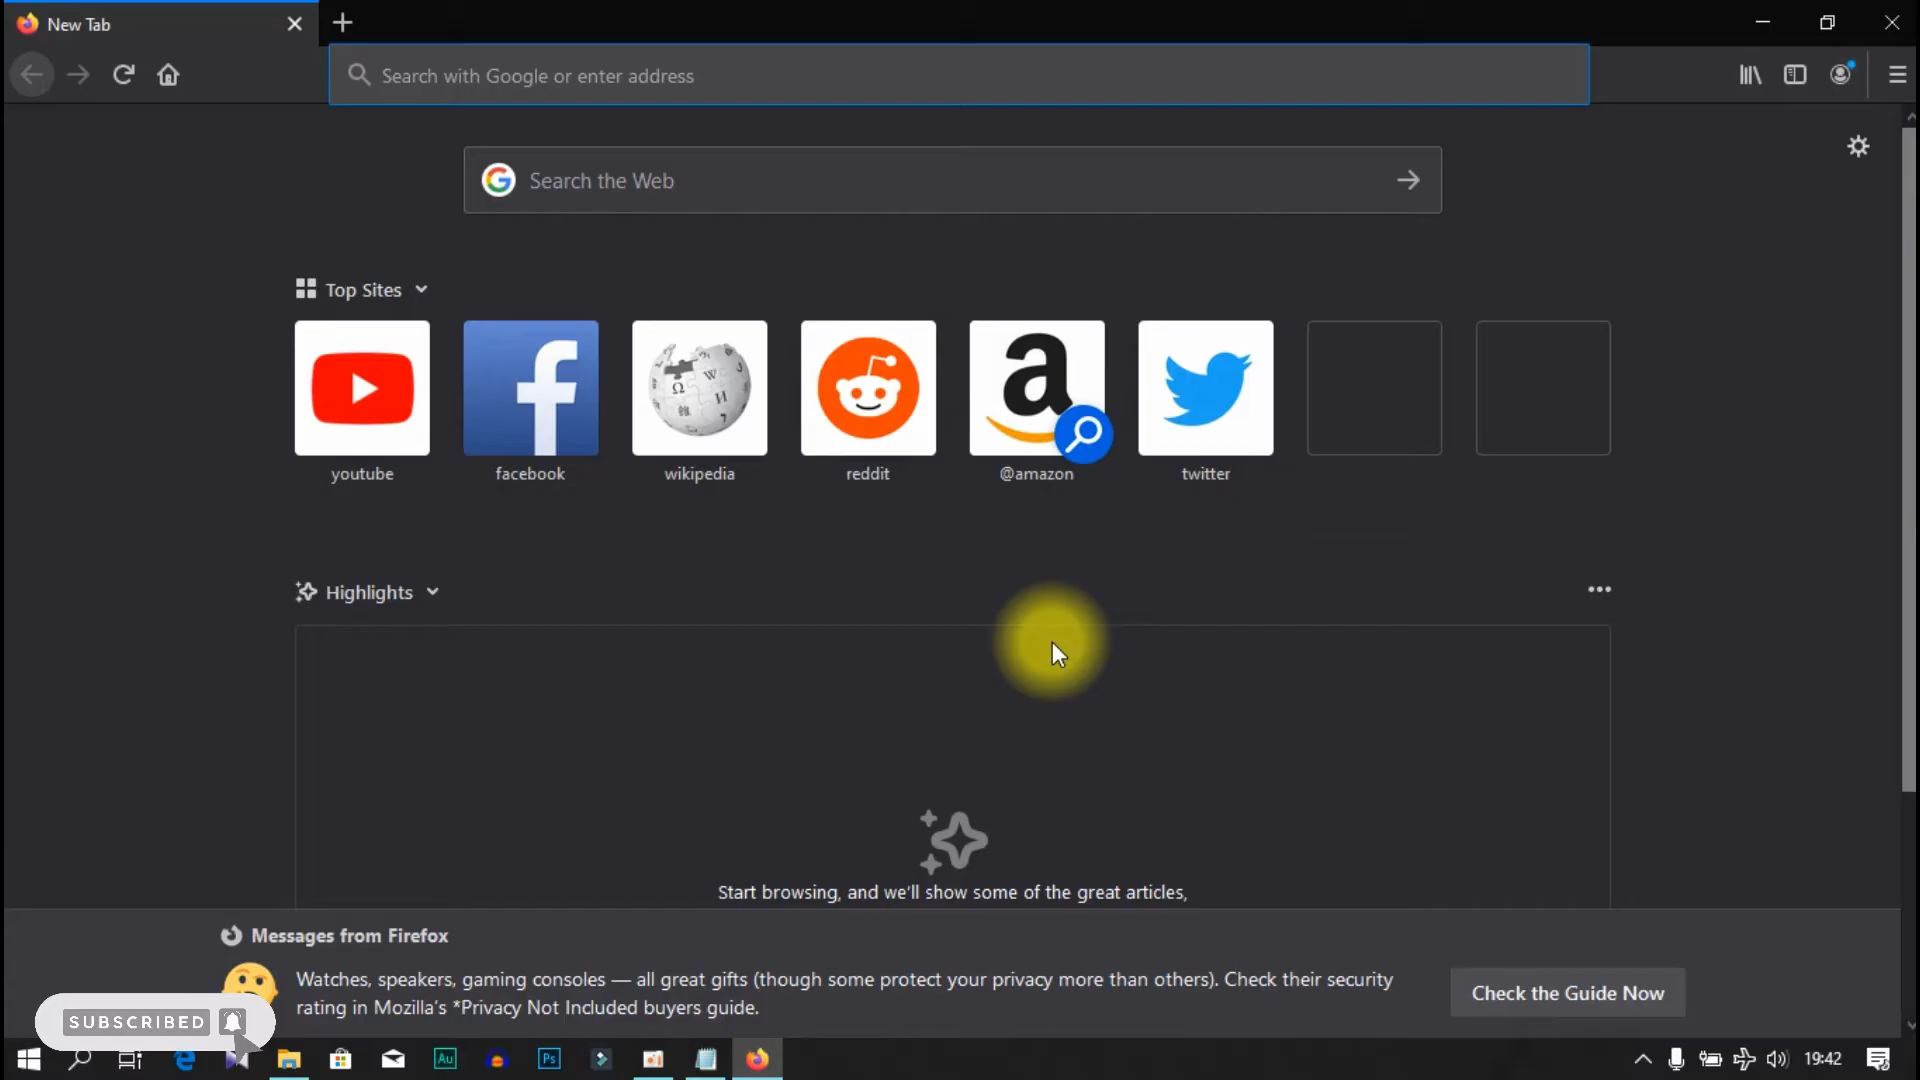 New Tab
Search with Google or enter address
Search the Web
Top Sites
youtube
facebook
wikipedia
reddit
@amazon
twitter
Highlights
Start browsing, and we'll show some of the great articles,
Messages from Firefox
Watches, speakers, gaming consoles — all great gifts (though some protect your privacy more than others). Check their security
rating in Mozilla's *Privacy Not Included buyers guide.
Check the Guide Now
SUBSCRIBED
Au
Ps
19:42